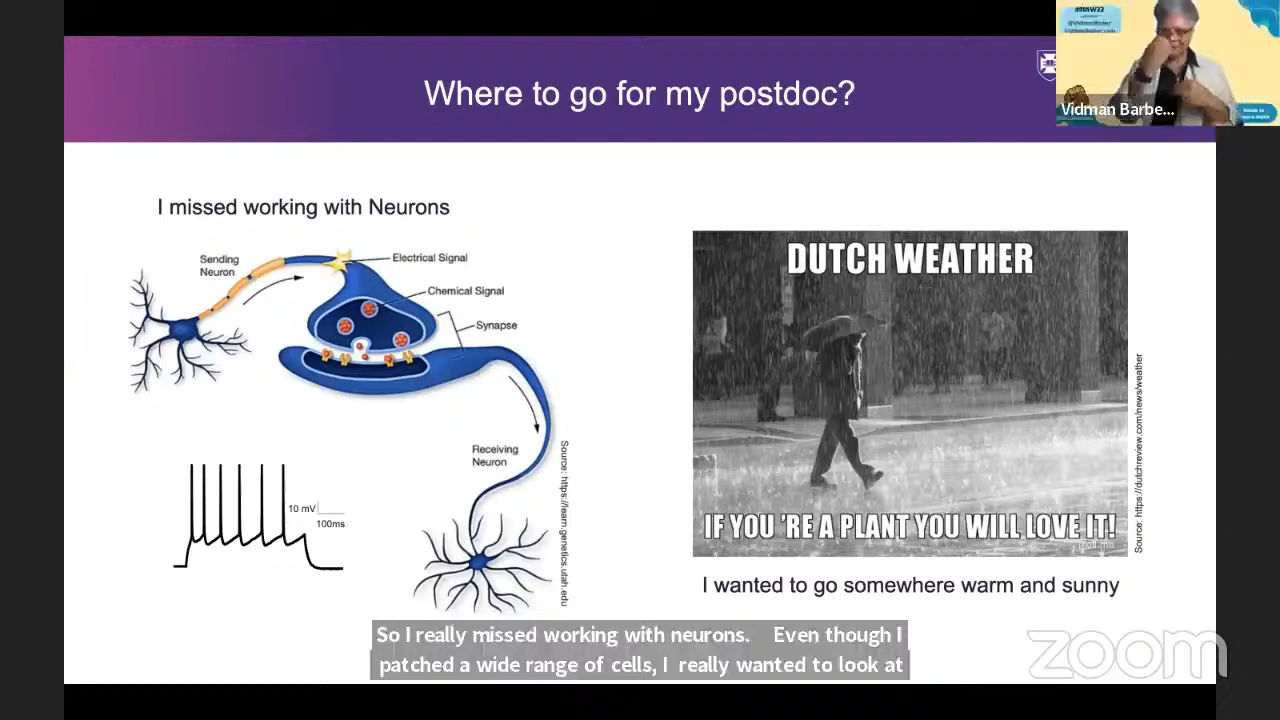 Where to go for my postdoc?
#IBSW22
Vidman Barbe...
I missed working with Neurons
Sending
Neuron
Electrical Signal
Chemical Signal
Synapse
Receiving
Neuron
10 mV
100ms
Source: https://learn.genetics.utah.edu
DUTCH WEATHER
IF YOU 'RE A PLANT YOU WILL LOVE IT!
troll.me
Source: https://dutchreview.com/news/weather
I wanted to go somewhere warm and sunny
So I really missed working with neurons. Even though I
patched a wide range of cells, I really wanted to look at
zoom